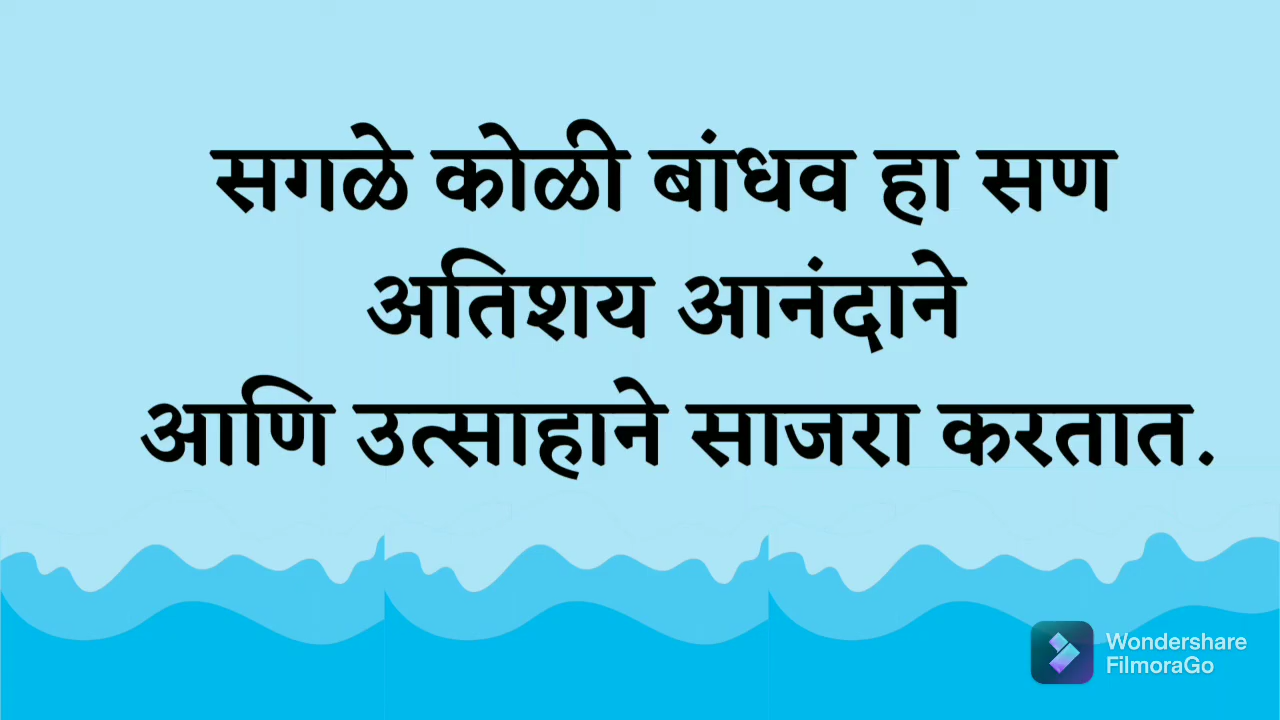 सगळे कोळी बांधव हा सण
अतिशय आनंदाने
आणि उत्साहाने साजरा करतात.
Wondershare
FilmoraGo